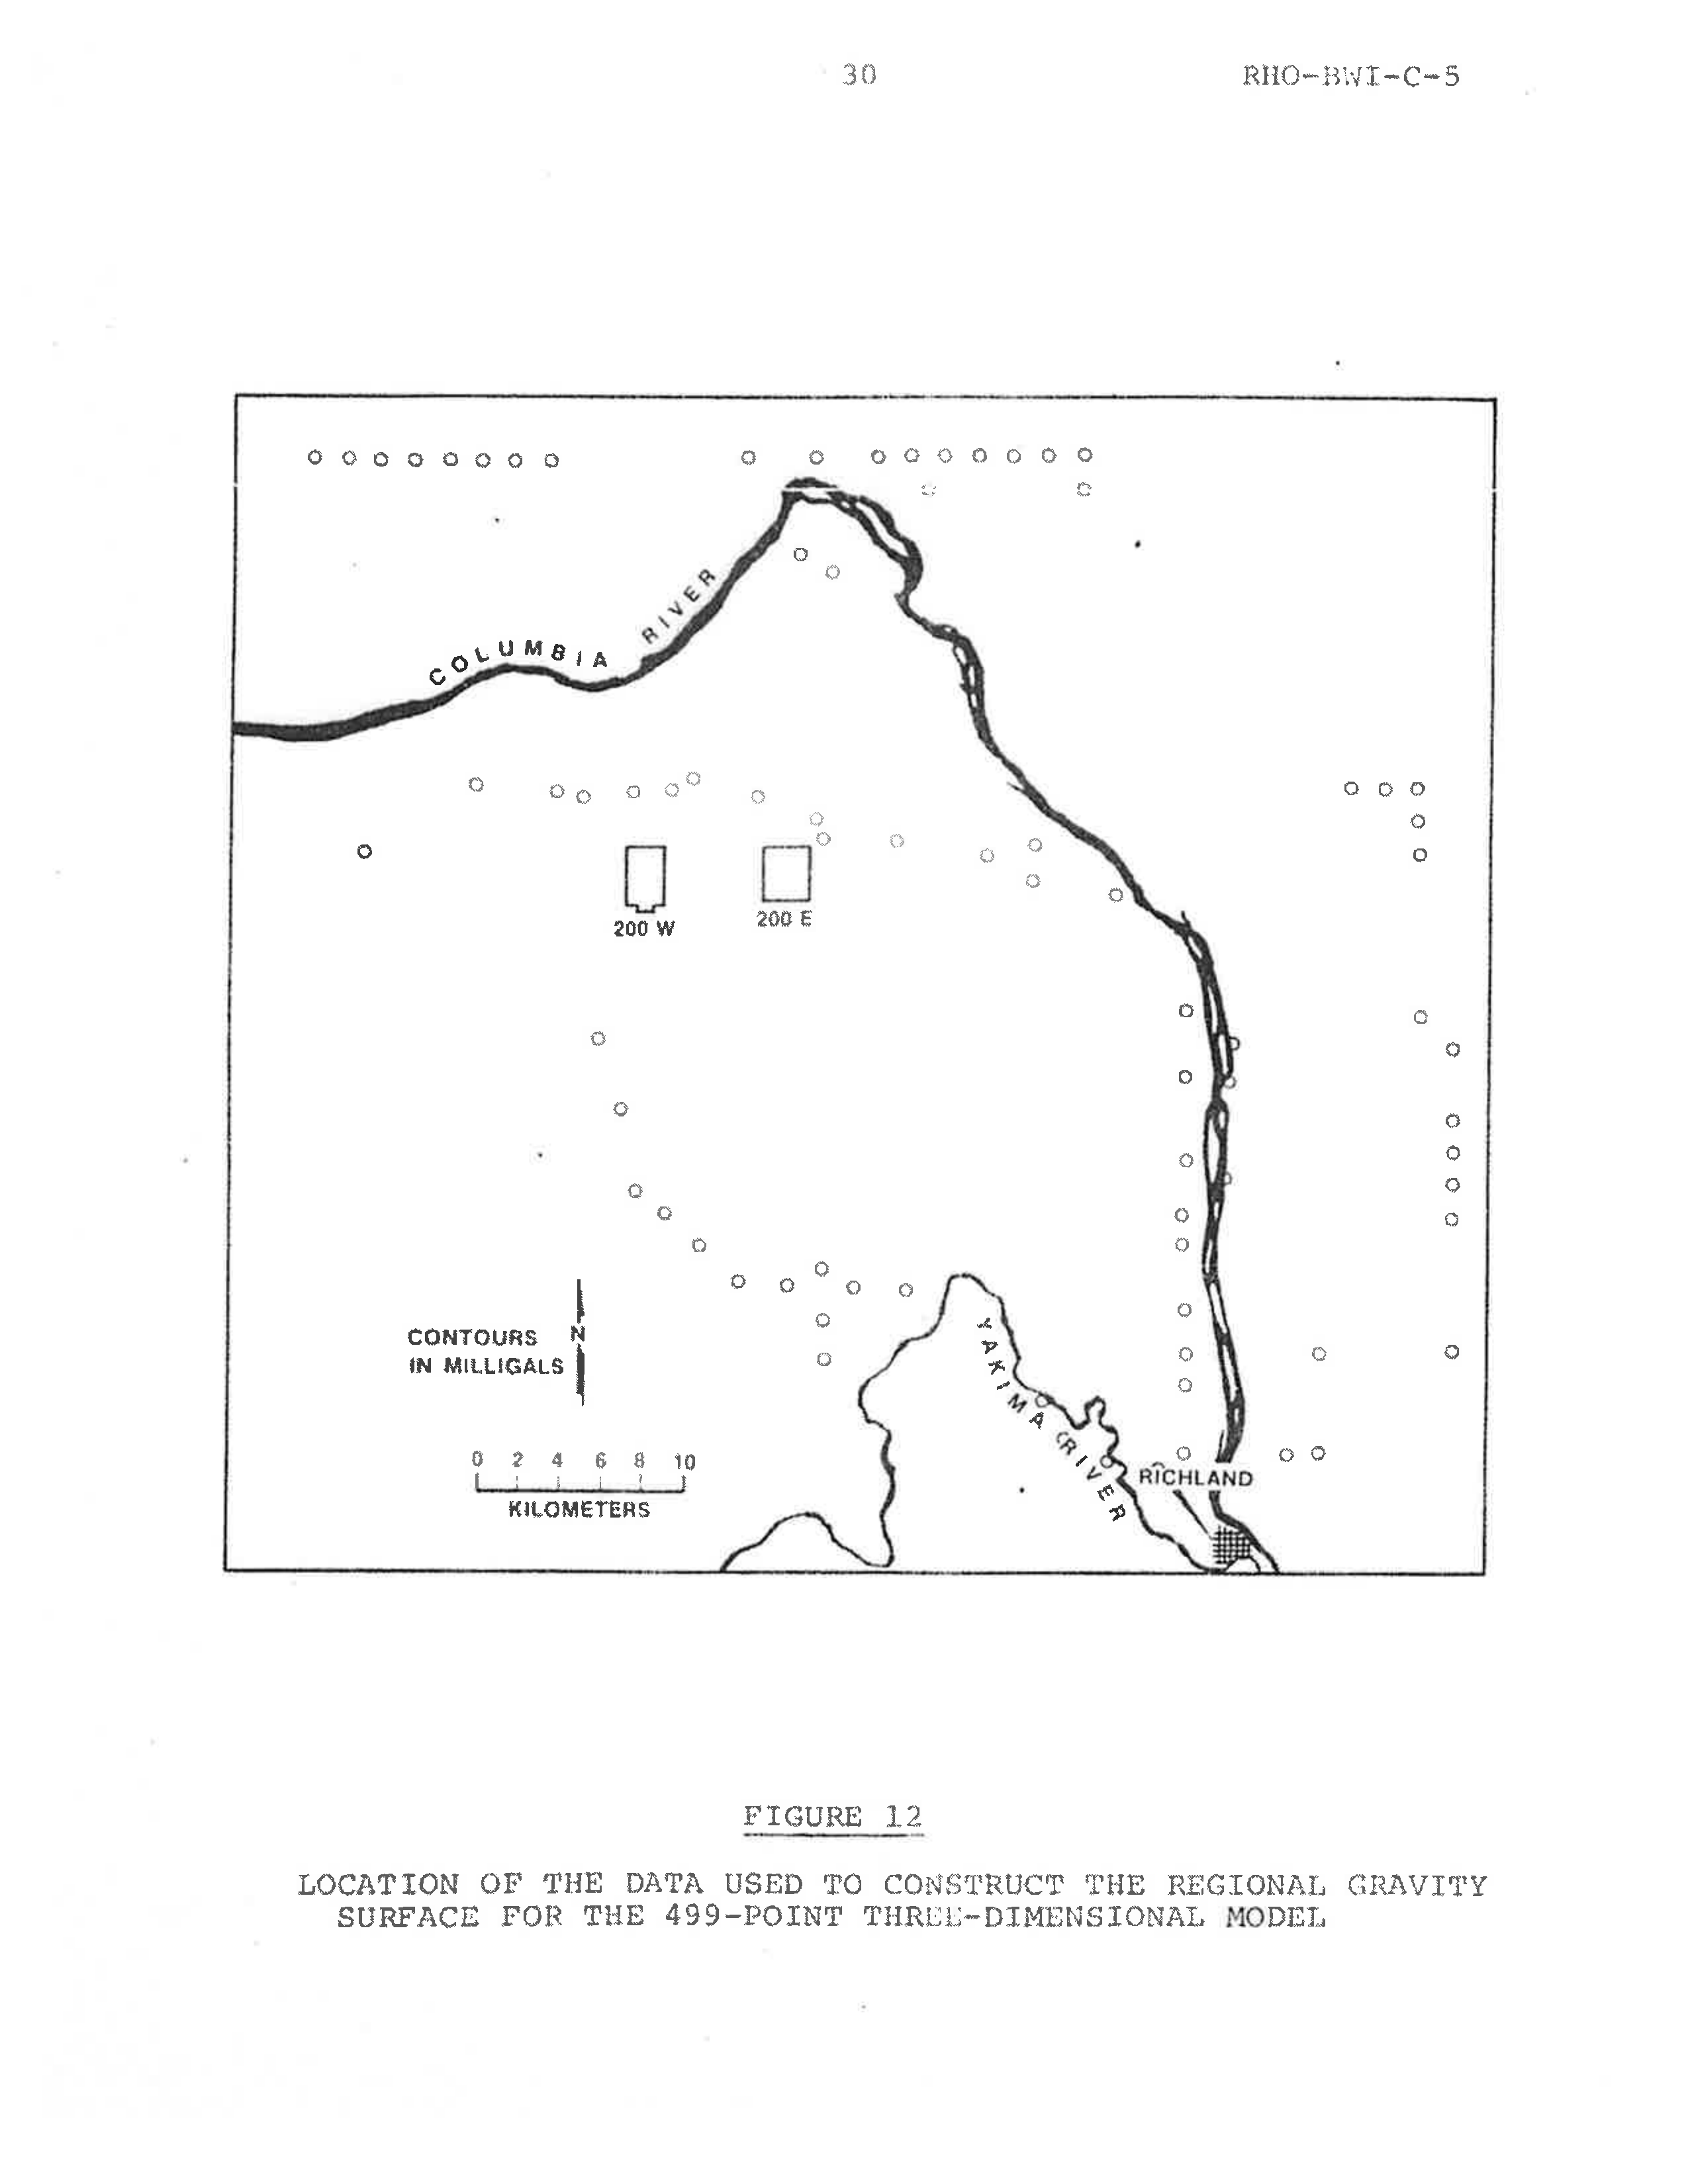 30 RHO-BWI-C-5
COLUMBIA RIVER
200 W 200 E
CONTOURS
IN MILLIGALS
N
YAKIMA RIVER
RICHLAND
0 2 4 6 8 10
KILOMETERS
FIGURE 12
LOCATION OF THE DATA USED TO CONSTRUCT THE REGIONAL GRAVITY
SURFACE FOR THE 499-POINT THREE-DIMENSIONAL MODEL